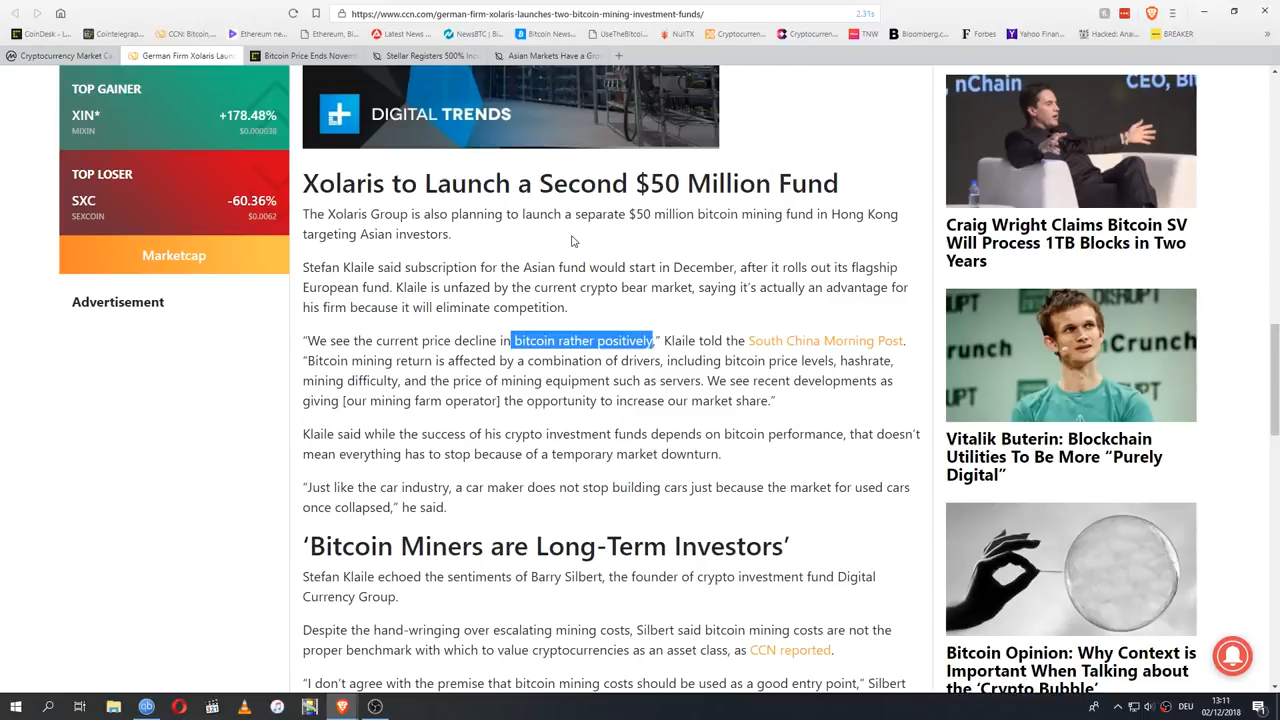 https://www.ccn.com/german-firm-xolaris-launches-two-bitcoin-mining-investment-funds/
2.31s
CoinDesk - L...
Cointelegrap...
CCN: Bitcoin,...
Ethereum ne...
Ethereum, Bi...
Latest News ...
NewsBTC | Bi...
Bitcoin News...
UseTheBitcoi...
NullTX
Cryptocurren...
Cryptocurren...
TNW
Bloomberg.c...
Forbes
Yahoo Finan...
Hacked: Anal...
BREAKER
»
Cryptocurrency Market Ca
German Firm Xolaris Laun
Bitcoin Price Ends Novemb
Stellar Registers 500% Inc
Asian Markets Have a Gro
TOP GAINER
XIN*
+178.48%
MIXIN
$0.000038
TOP LOSER
SXC
-60.36%
SEXCOIN
$0.0062
Marketcap
Advertisement
DIGITAL TRENDS
Xolaris to Launch a Second $50 Million Fund
The Xolaris Group is also planning to launch a separate $50 million bitcoin mining fund in Hong Kong
targeting Asian investors.
Stefan Klaile said subscription for the Asian fund would start in December, after it rolls out its flagship
European fund. Klaile is unfazed by the current crypto bear market, saying it’s actually an advantage for
his firm because it will eliminate competition.
“We see the current price decline in bitcoin rather positively,” Klaile told the South China Morning Post.
“Bitcoin mining return is affected by a combination of drivers, including bitcoin price levels, hashrate,
mining difficulty, and the price of mining equipment such as servers. We see recent developments as
giving [our mining farm operator] the opportunity to increase our market share.”
Klaile said while the success of his crypto investment funds depends on bitcoin performance, that doesn’t
mean everything has to stop because of a temporary market downturn.
“Just like the car industry, a car maker does not stop building cars just because the market for used cars
once collapsed,” he said.
‘Bitcoin Miners are Long-Term Investors’
Stefan Klaile echoed the sentiments of Barry Silbert, the founder of crypto investment fund Digital
Currency Group.
Despite the hand-wringing over escalating mining costs, Silbert said bitcoin mining costs are not the
proper benchmark with which to value cryptocurrencies as an asset class, as CCN reported.
“I don’t agree with the premise that bitcoin mining costs should be used as a good entry point,” Silbert
nChain
CEO, Bi
Craig Wright Claims Bitcoin SV
Will Process 1TB Blocks in Two
Years
RUPT
CRUPT
UPT
Vitalik Buterin: Blockchain
Utilities To Be More “Purely
Digital”
Bitcoin Opinion: Why Context is
Important When Talking about
the ‘Crypto Bubble’
DEU
13:11
02/12/2018